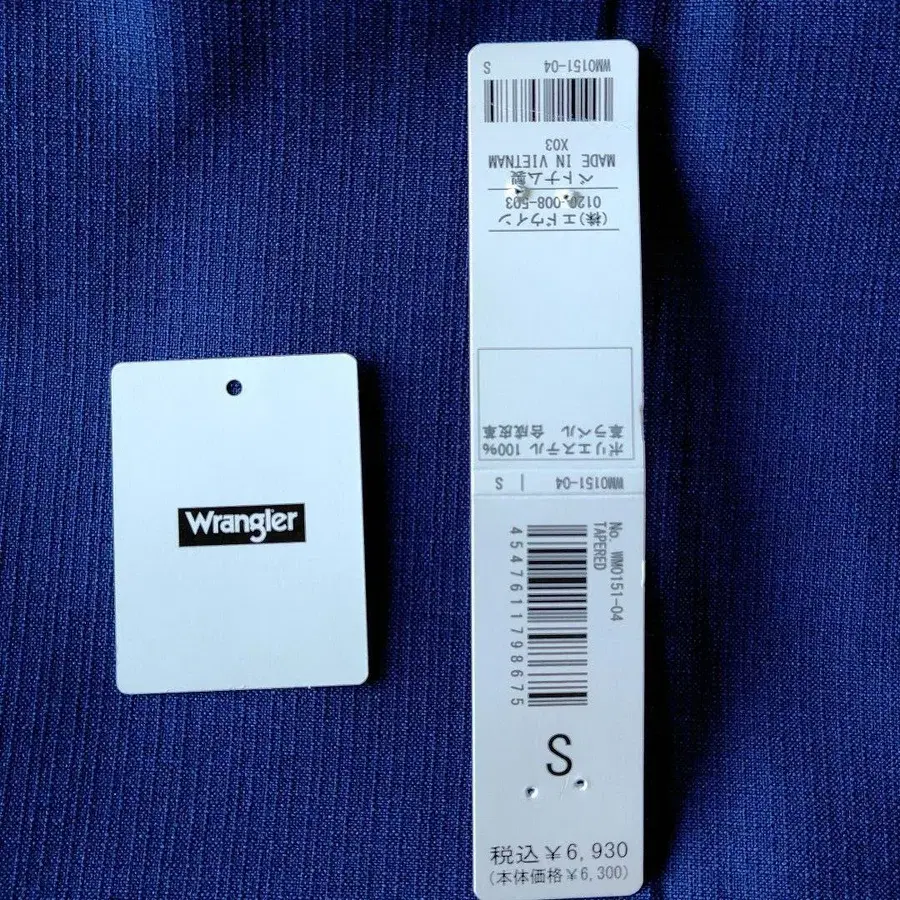 Wrangler
WM0151-04 S
MADE IN VIETNAM
X03
ベトナム製
0120-008-503
(株)エドウイン
ポリエステル 100%
革ラベル 合成皮革
WM0151-04 | S
No. WM0151-04
TAPERED
4547611798675
S
税込¥6,930
(本体価格¥6,300)